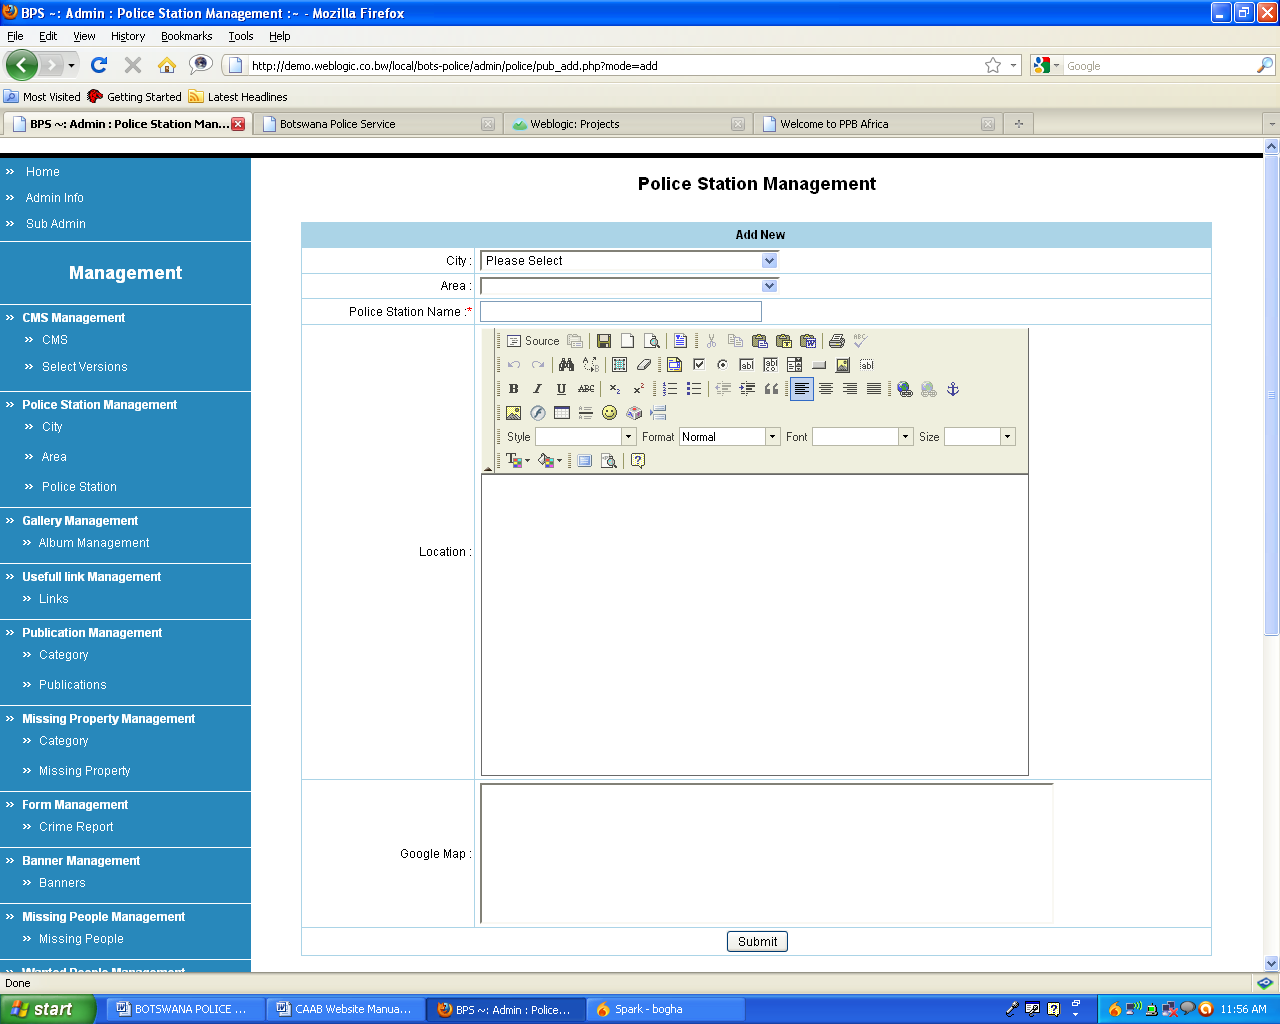 BPS ~: Admin : Police Station Management :~ - Mozilla Firefox
File Edit View History Bookmarks Tools Help
http://demo.weblogic.co.bw/local/bots-police/admin/police/pub_add.php?mode=add
Google
Most Visited Getting Started Latest Headlines
BPS ~: Admin : Police Station Man... Botswana Police Service Weblogic: Projects Welcome to PPB Africa
Home
Admin Info
Sub Admin
Management
CMS Management
CMS
Select Versions
Police Station Management
City
Area
Police Station
Gallery Management
Album Management
Usefull link Management
Links
Publication Management
Category
Publications
Missing Property Management
Category
Missing Property
Form Management
Crime Report
Banner Management
Banners
Missing People Management
Missing People
Wanted People Management
Police Station Management
Add New
City : Please Select
Area :
Police Station Name :*
Source
Style Format Normal Font Size
Location :
Google Map :
Submit
Done
start BOTSWANA POLICE ... CAAB Website Manua... BPS ~: Admin : Police... Spark - bogha 11:56 AM